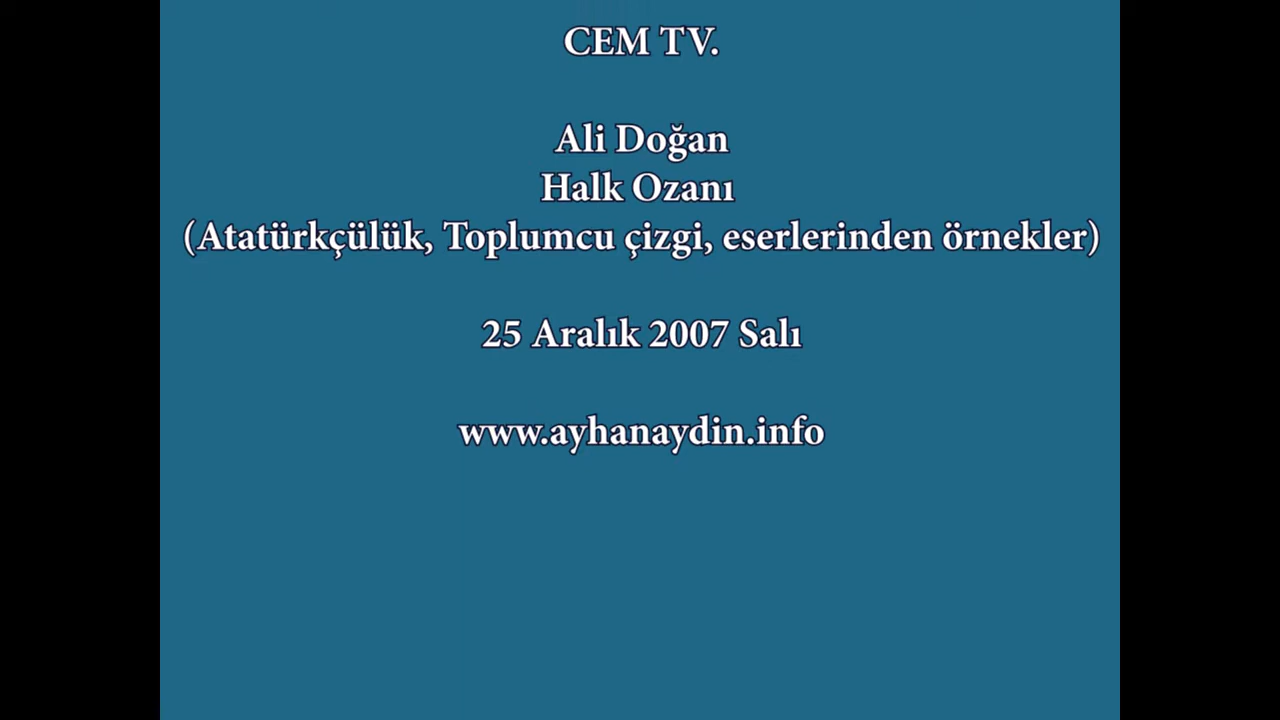 CEM TV.
Ali Doğan
Halk Ozanı
(Atatürkçülük, Toplumcu çizgi, eserlerinden örnekler)
25 Aralık 2007 Salı
www.ayhanaydin.info